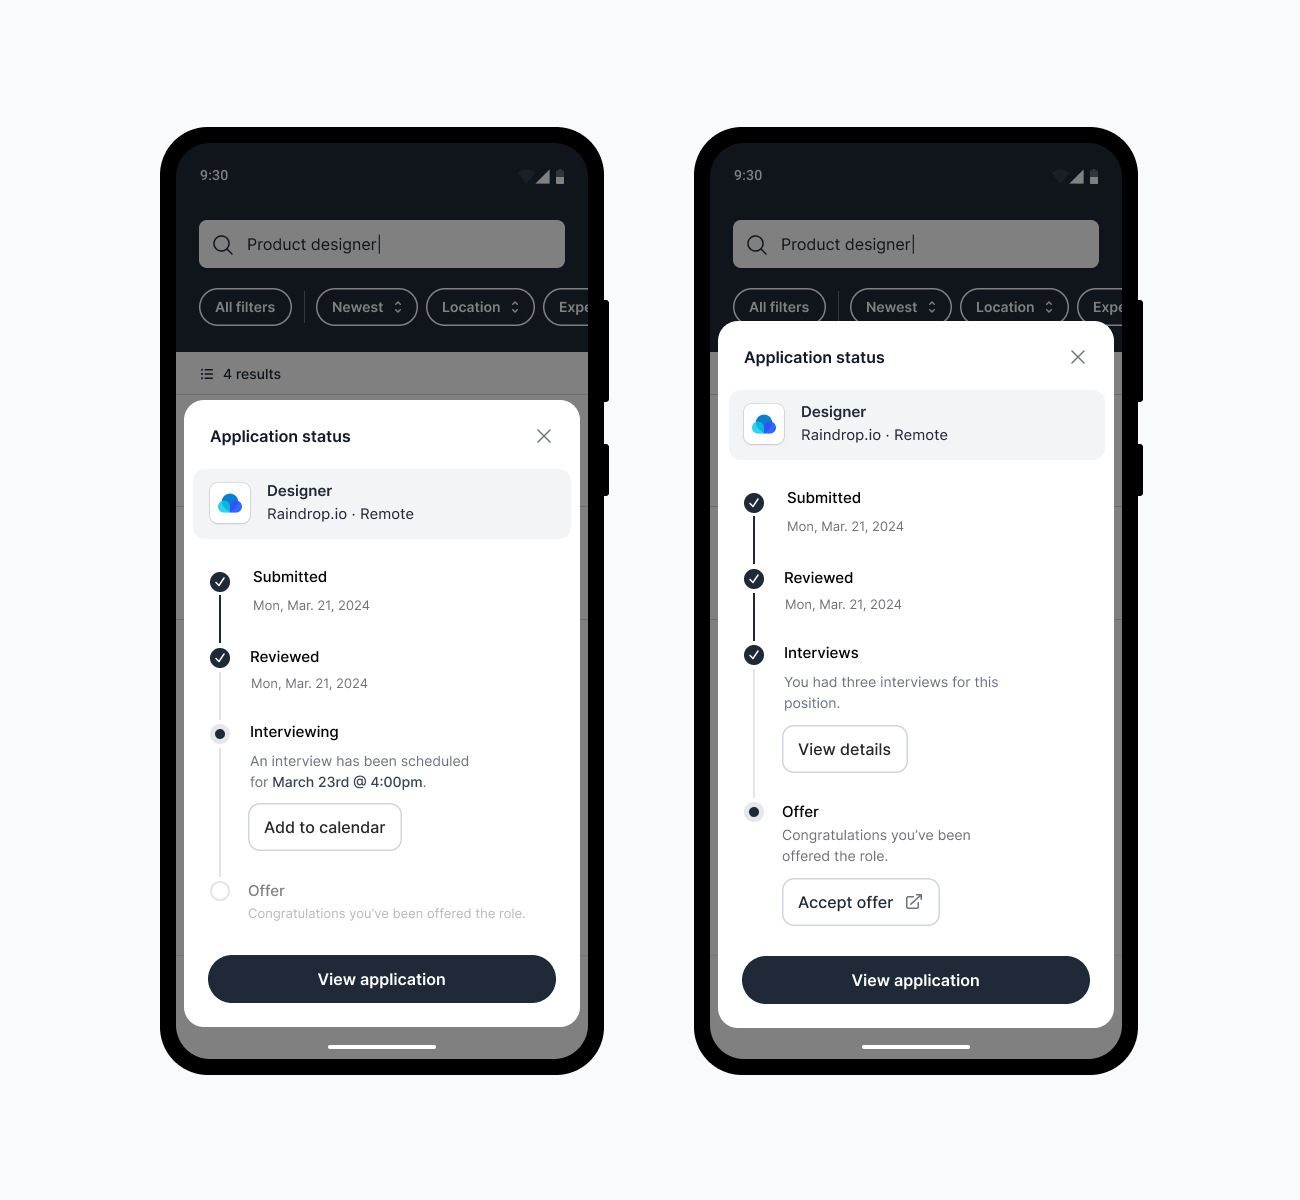 9:30
Product designer
All filters
Newest
Location
Expe
4 results
Application status
Designer
Raindrop.io · Remote
Submitted
Mon, Mar. 21, 2024
Reviewed
Mon, Mar. 21, 2024
Interviewing
An interview has been scheduled
for March 23rd @ 4:00pm.
Add to calendar
Offer
Congratulations you’ve been offered the role.
View application
9:30
Product designer
All filters
Newest
Location
Expe
Application status
Designer
Raindrop.io · Remote
Submitted
Mon, Mar. 21, 2024
Reviewed
Mon, Mar. 21, 2024
Interviews
You had three interviews for this
position.
View details
Offer
Congratulations you’ve been
offered the role.
Accept offer
View application